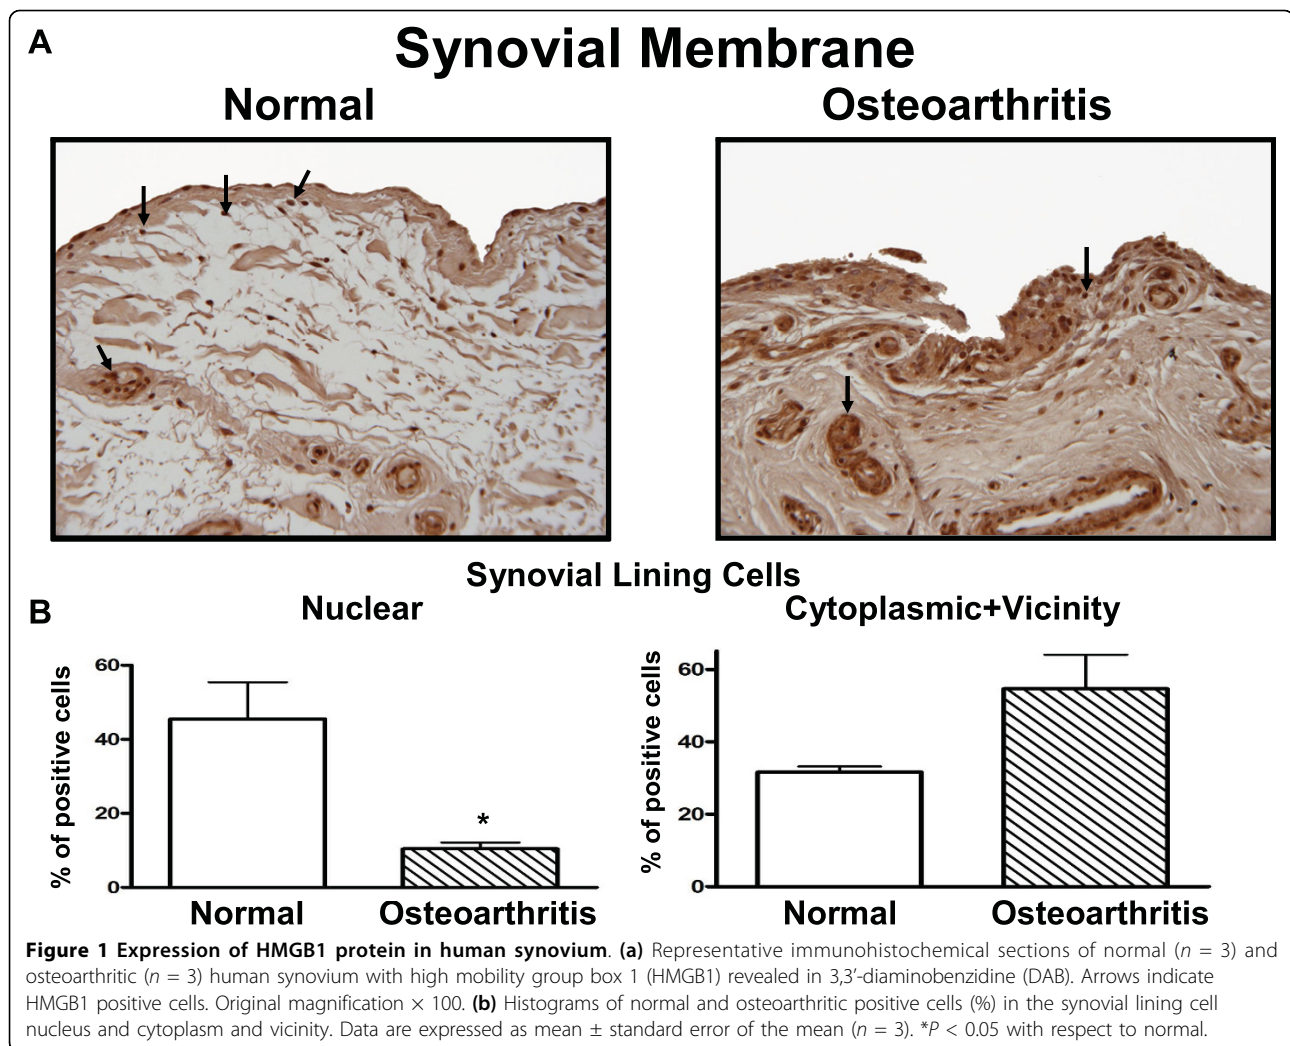 A
Synovial Membrane
Normal
Osteoarthritis
Synovial Lining Cells
B
Nuclear
Cytoplasmic+Vicinity
% of positive cells
60
40
20
0
*
Normal
Osteoarthritis
% of positive cells
60
40
20
0
Normal
Osteoarthritis
Figure 1 Expression of HMGB1 protein in human synovium. (a) Representative immunohistochemical sections of normal (n = 3) and
osteoarthritic (n = 3) human synovium with high mobility group box 1 (HMGB1) revealed in 3,3′-diaminobenzidine (DAB). Arrows indicate
HMGB1 positive cells. Original magnification × 100. (b) Histograms of normal and osteoarthritic positive cells (%) in the synovial lining cell
nucleus and cytoplasm and vicinity. Data are expressed as mean ± standard error of the mean (n = 3). *P < 0.05 with respect to normal.